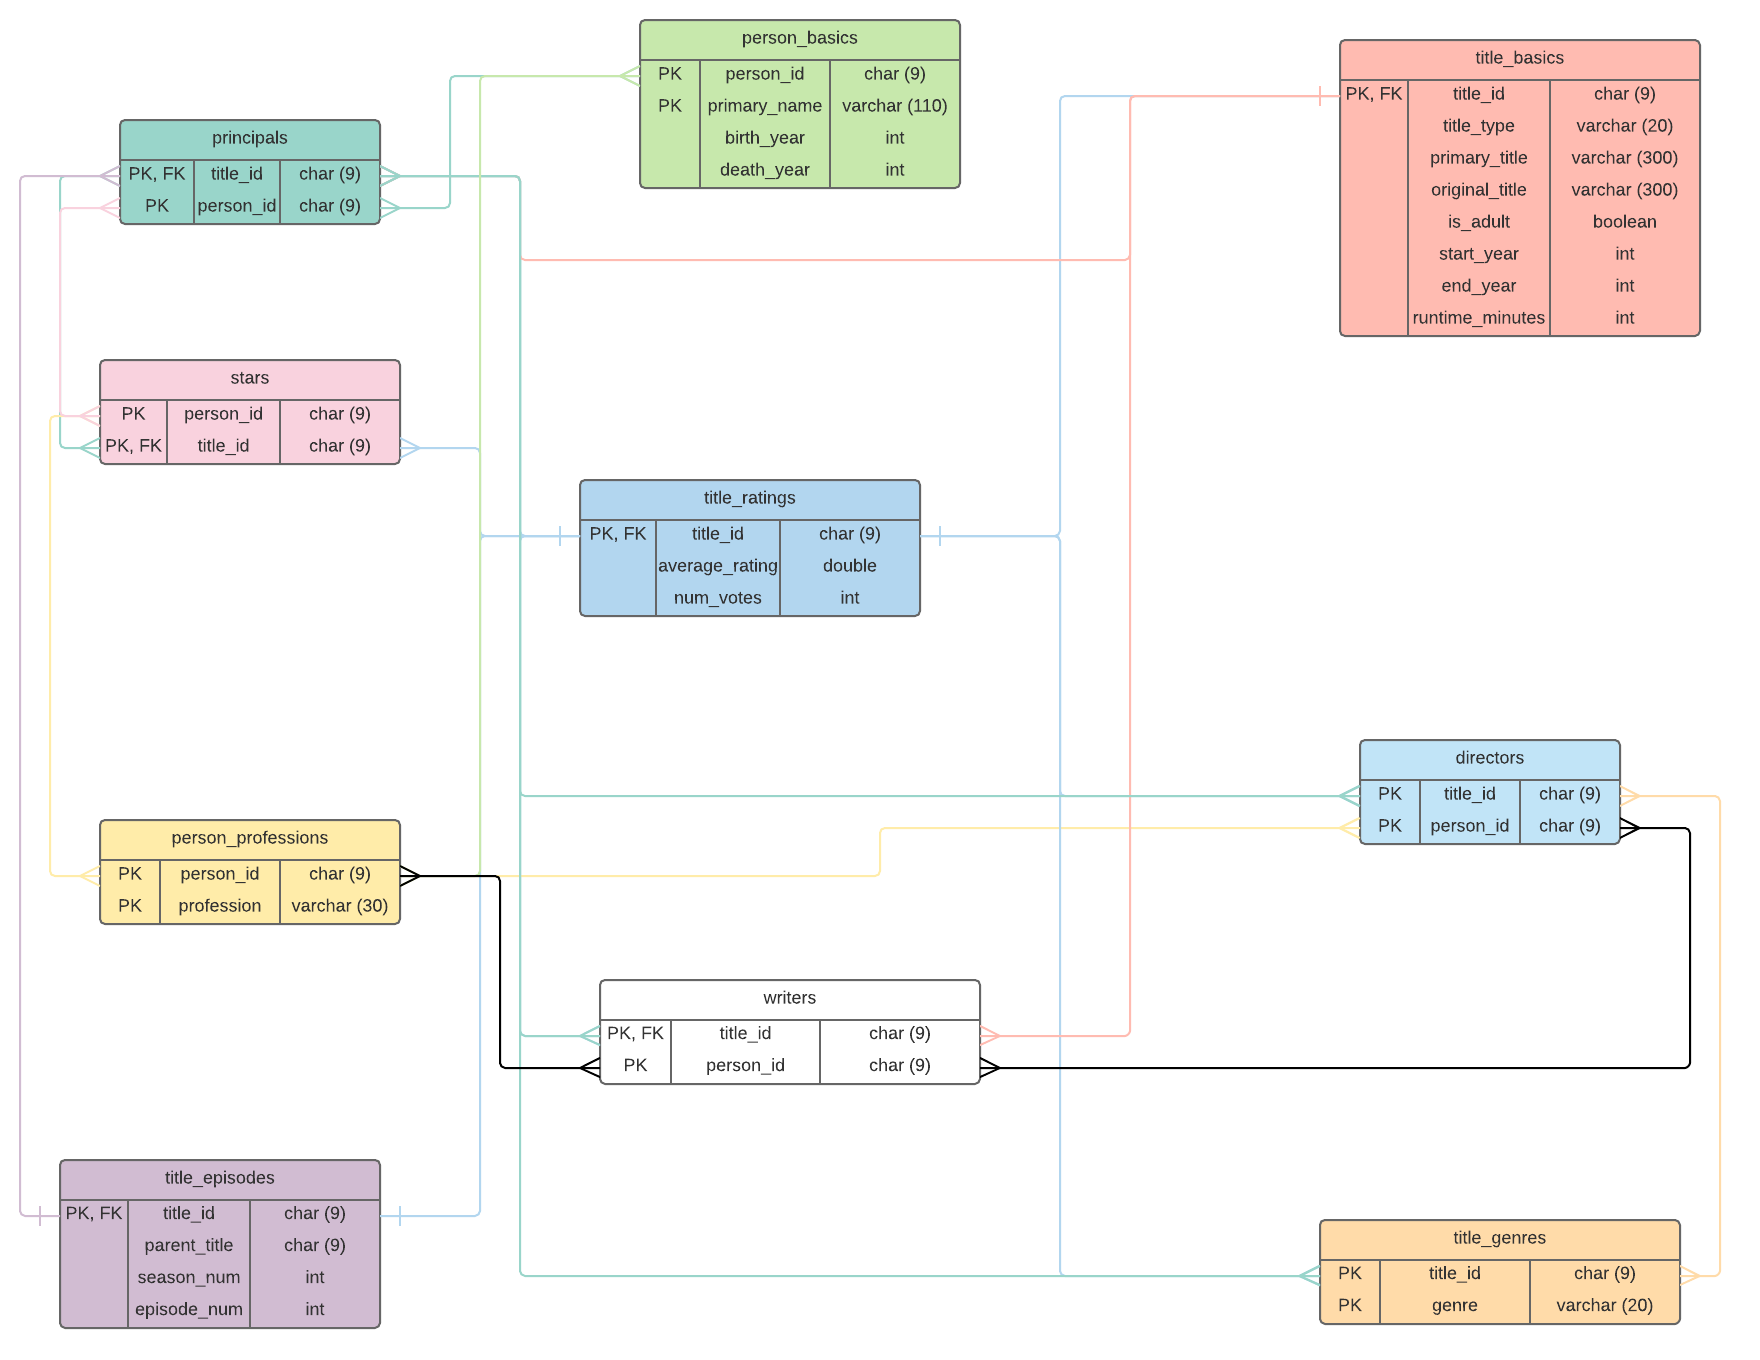 person_basics
PK person_id char (9)
PK primary_name varchar (110)
birth_year int
death_year int
title_basics
PK, FK title_id char (9)
title_type varchar (20)
primary_title varchar (300)
original_title varchar (300)
is_adult boolean
start_year int
end_year int
runtime_minutes int
principals
PK, FK title_id char (9)
PK person_id char (9)
stars
PK person_id char (9)
PK, FK title_id char (9)
title_ratings
PK, FK title_id char (9)
average_rating double
num_votes int
directors
PK title_id char (9)
PK person_id char (9)
person_professions
PK person_id char (9)
PK profession varchar (30)
writers
PK, FK title_id char (9)
PK person_id char (9)
title_episodes
PK, FK title_id char (9)
parent_title char (9)
season_num int
episode_num int
title_genres
PK title_id char (9)
PK genre varchar (20)